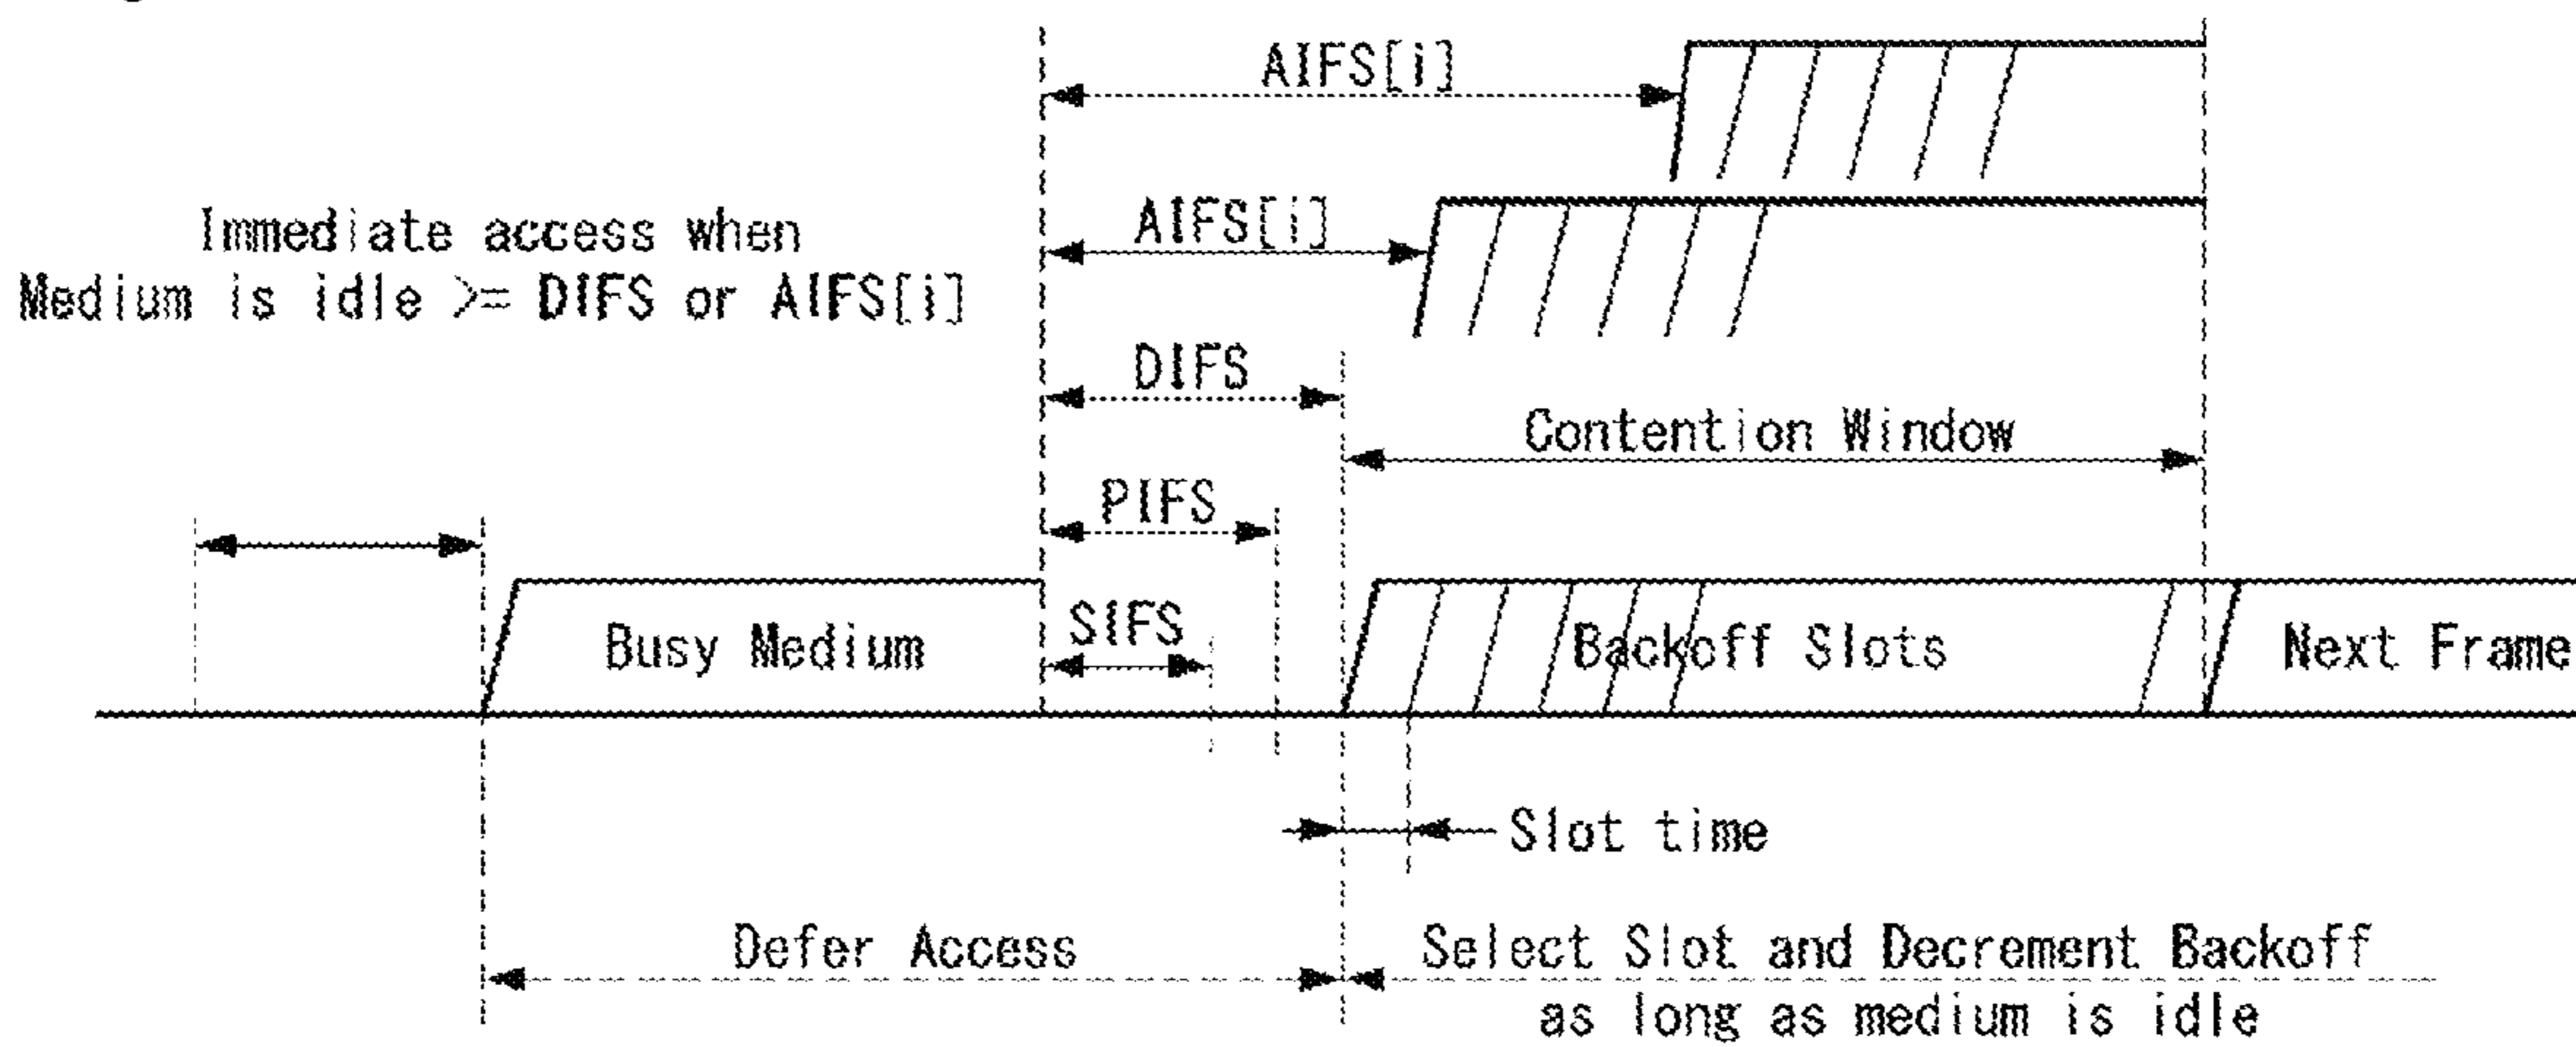 AIFS[i]
Immediate access when
Medium is idle >= DIFS or AIFS[i]
AIFS[i]
DIFS
Contention Window
PIFS
SIFS
Busy Medium
Backoff Slots
Next Frame
Slot time
Defer Access
Select Slot and Decrement Backoff
as long as medium is idle